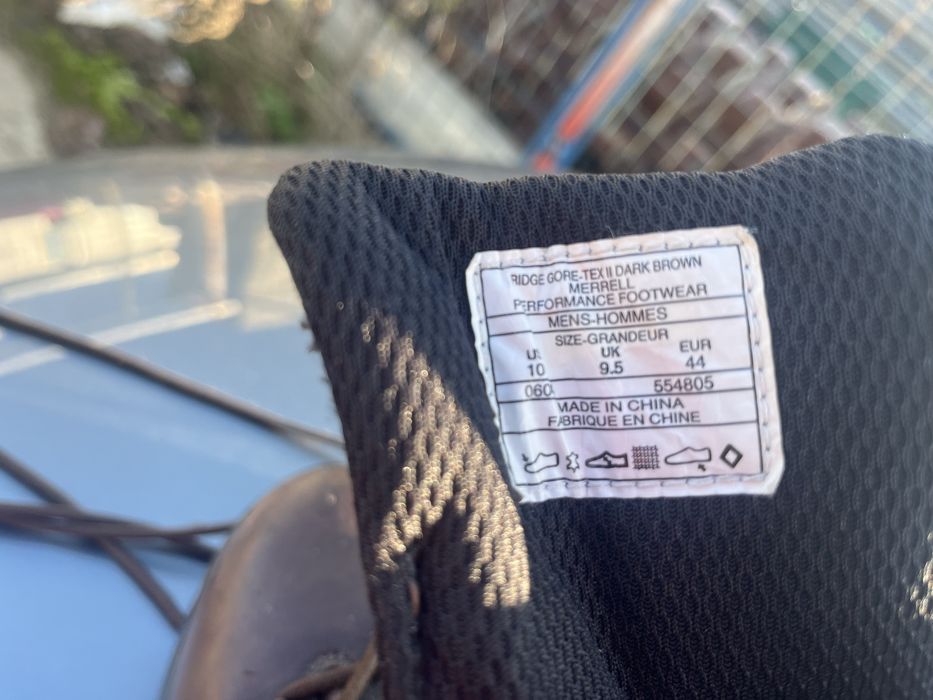 RIDGE GORE-TEX II DARK BROWN
MERRELL
PERFORMANCE FOOTWEAR
MENS-HOMMES
SIZE-GRANDEUR
US UK EUR
10 9.5 44
554805
MADE IN CHINA
FABRIQUE EN CHINE